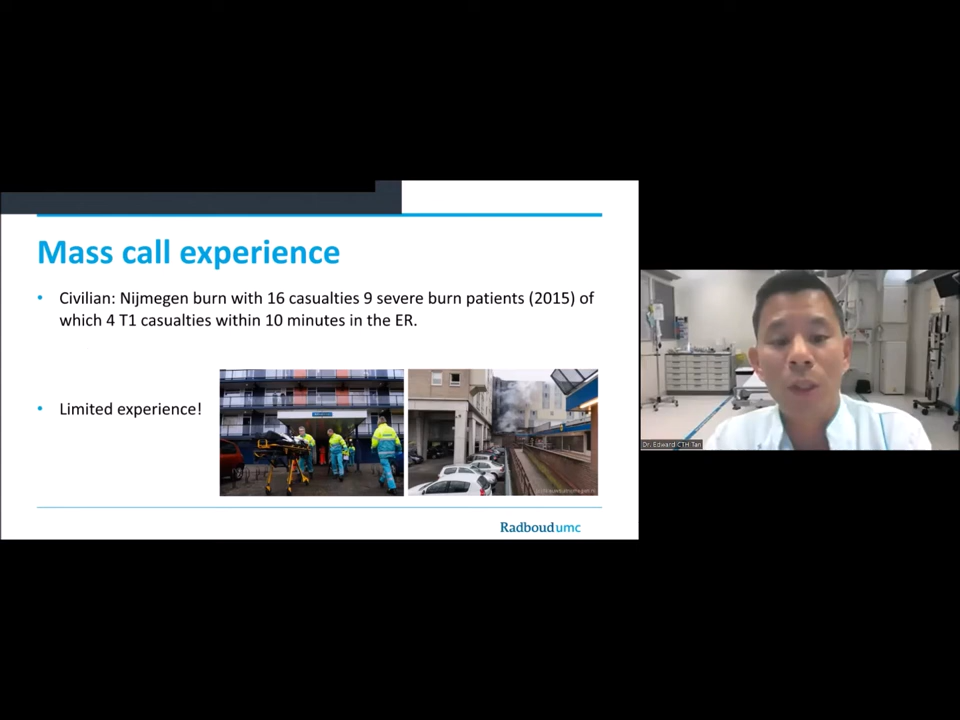 Mass call experience
• Civilian: Nijmegen burn with 16 casualties 9 severe burn patients (2015) of
which 4 T1 casualties within 10 minutes in the ER.
• Limited experience!
Radboudumc
Dr. Edward CTH Tan